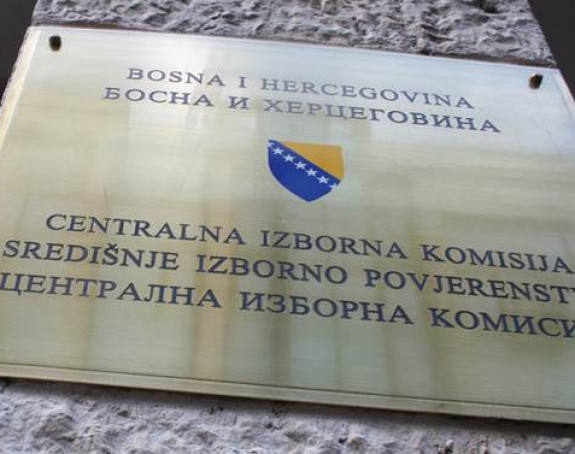 BOSNA I HERCEGOVINA
БОСНА И ХЕРЦЕГОВИНА
CENTRALNA IZBORNA KOMISIJA
SREDIŠNJE IZBORNO POVJERENSTV
ЦЕНТРАЛНА ИЗБОРНА КОМИСИ